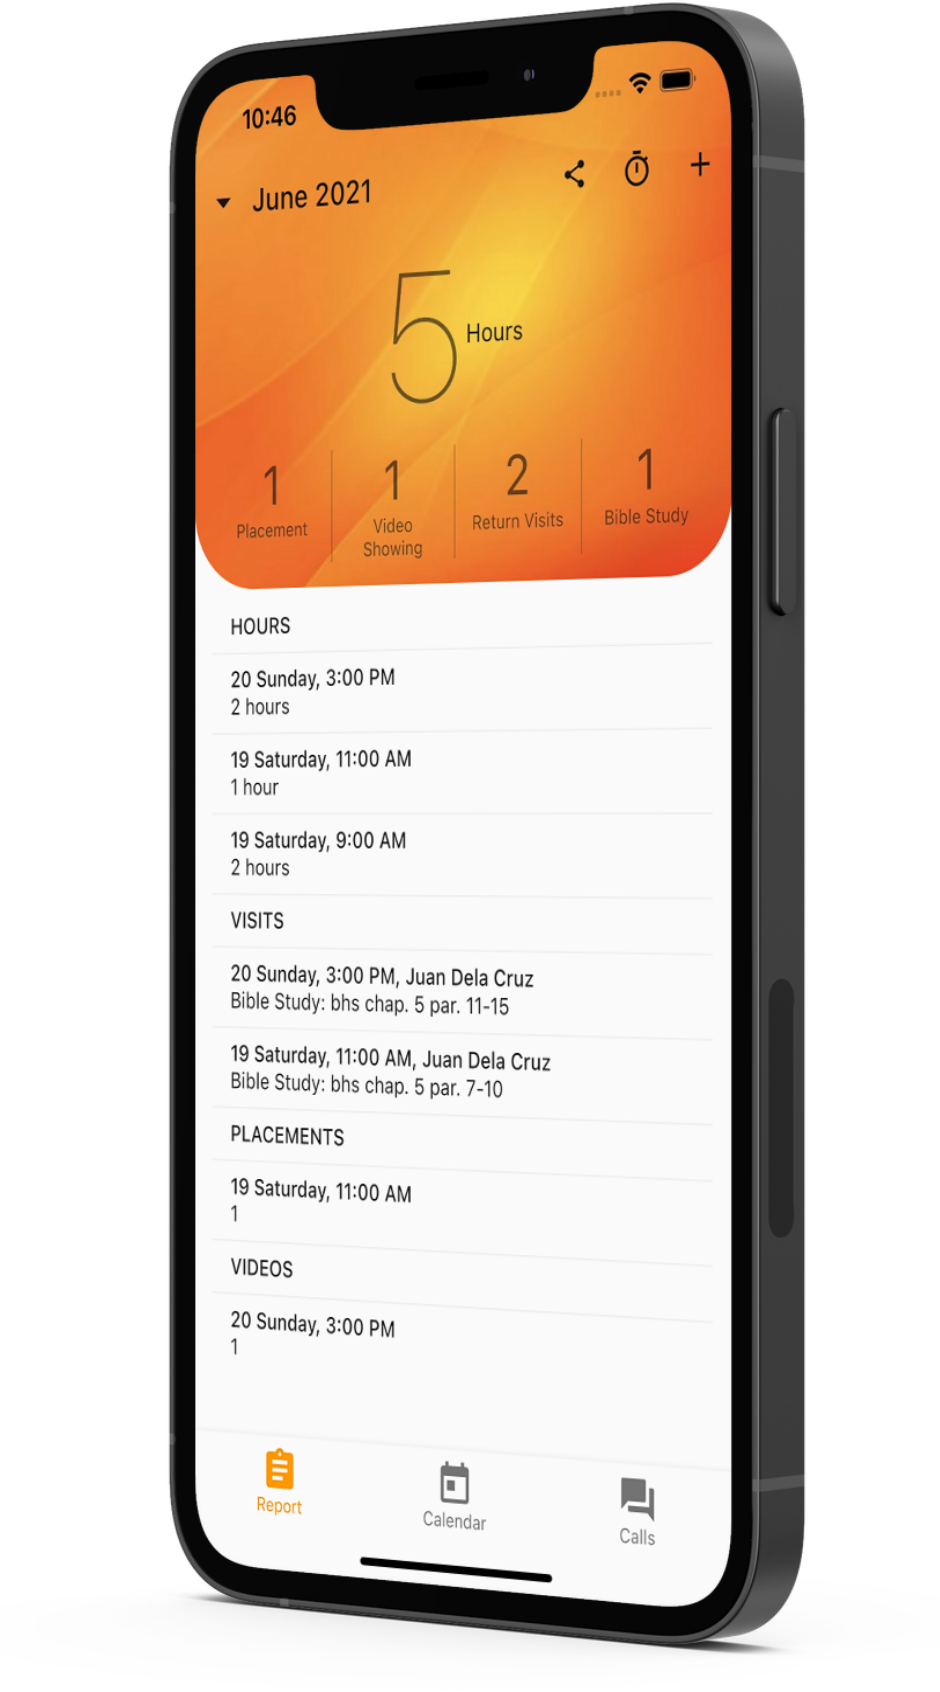 10:46
June 2021
5 Hours
1
Placement
1
Video
Showing
2
Return Visits
1
Bible Study
HOURS
20 Sunday, 3:00 PM
2 hours
19 Saturday, 11:00 AM
1 hour
19 Saturday, 9:00 AM
2 hours
VISITS
20 Sunday, 3:00 PM, Juan Dela Cruz
Bible Study: bhs chap. 5 par. 11-15
19 Saturday, 11:00 AM, Juan Dela Cruz
Bible Study: bhs chap. 5 par. 7-10
PLACEMENTS
19 Saturday, 11:00 AM
1
VIDEOS
20 Sunday, 3:00 PM
1
Report
Calendar
Calls